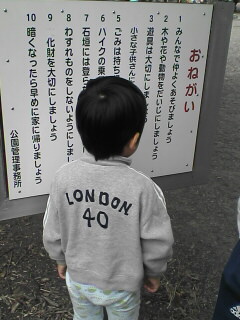 おねがい
1 みんなで仲よくあそびましょう
2 木や花や動物をだいじにしましょう
3 遊具は大切にしま
小さな子供さんに
5 ごみは持ち
6 バイクの乗
7 石垣には登ら
8 わすれものをしないようにしまし
9 化財を大切にしましょう
10 暗くなったら早めに家に帰りましょう
公園管理事務所
LONDON
40